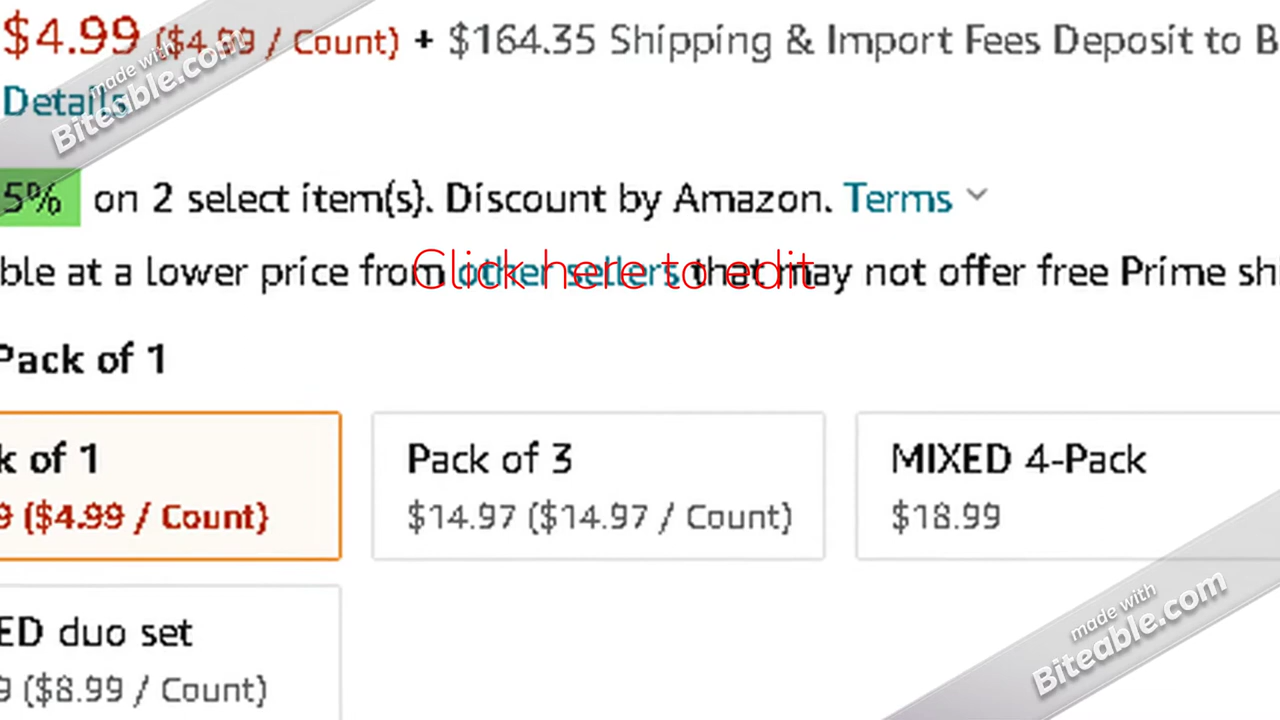 $4.99 ($4.99 / Count) + $164.35 Shipping & Import Fees Deposit to B
Details
made with
Biteable.com
5% on 2 select item(s). Discount by Amazon. Terms
ble at a lower price from other sellers that may not offer free Prime shi
Click here to edit
Pack of 1
k of 1
9 ($4.99 / Count)
Pack of 3
$14.97 ($14.97 / Count)
MIXED 4-Pack
$18.99
ED duo set
9 ($8.99 / Count)
made with
Biteable.com